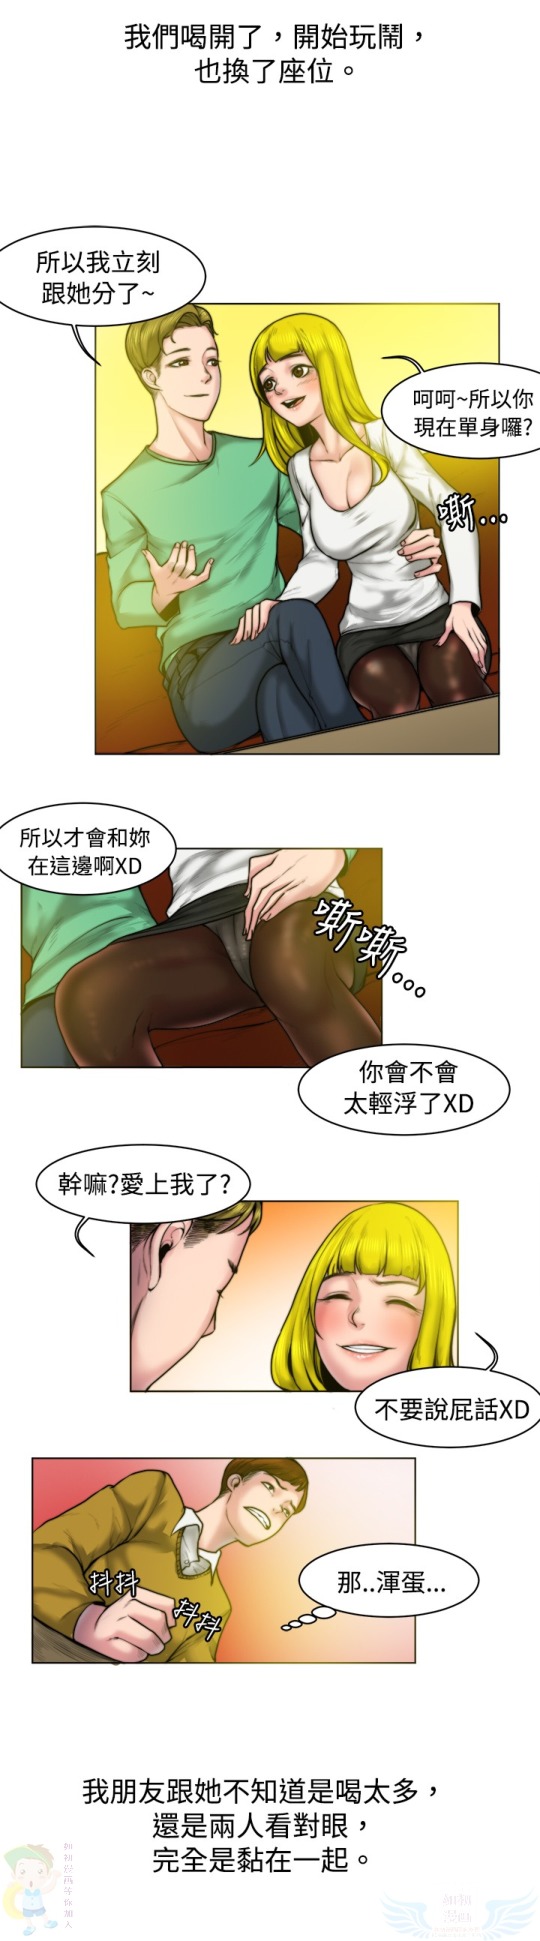 我們喝開了，開始玩鬧，
也換了座位。
所以我立刻
跟她分了~
呵呵~所以你
現在單身囉?
嘶...
所以才會和妳
在這邊啊XD
嘶嘶...
你會不會
太輕浮了XD
幹嘛?愛上我了?
不要說屁話XD
抖抖
抖抖
那..渾蛋...
我朋友跟她不知道是喝太多，
還是兩人看對眼，
完全是黏在一起。